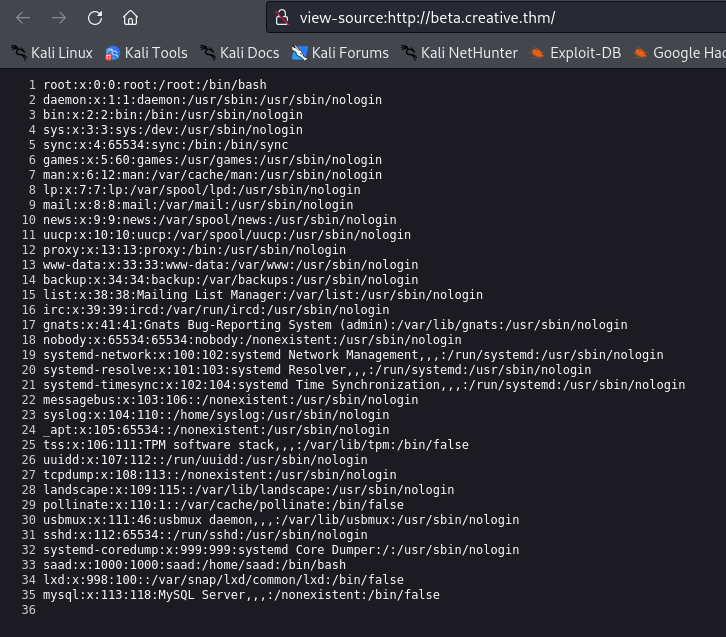 view-source:http://beta.creative.thm/
Kali Linux Kali Tools Kali Docs Kali Forums Kali NetHunter Exploit-DB Google Hac
1 root:x:0:0:root:/root:/bin/bash
2 daemon:x:1:1:daemon:/usr/sbin:/usr/sbin/nologin
3 bin:x:2:2:bin:/bin:/usr/sbin/nologin
4 sys:x:3:3:sys:/dev:/usr/sbin/nologin
5 sync:x:4:65534:sync:/bin:/bin/sync
6 games:x:5:60:games:/usr/games:/usr/sbin/nologin
7 man:x:6:12:man:/var/cache/man:/usr/sbin/nologin
8 lp:x:7:7:lp:/var/spool/lpd:/usr/sbin/nologin
9 mail:x:8:8:mail:/var/mail:/usr/sbin/nologin
10 news:x:9:9:news:/var/spool/news:/usr/sbin/nologin
11 uucp:x:10:10:uucp:/var/spool/uucp:/usr/sbin/nologin
12 proxy:x:13:13:proxy:/bin:/usr/sbin/nologin
13 www-data:x:33:33:www-data:/var/www:/usr/sbin/nologin
14 backup:x:34:34:backup:/var/backups:/usr/sbin/nologin
15 list:x:38:38:Mailing List Manager:/var/list:/usr/sbin/nologin
16 irc:x:39:39:ircd:/var/run/ircd:/usr/sbin/nologin
17 gnats:x:41:41:Gnats Bug-Reporting System (admin):/var/lib/gnats:/usr/sbin/nologin
18 nobody:x:65534:65534:nobody:/nonexistent:/usr/sbin/nologin
19 systemd-network:x:100:102:systemd Network Management,,,:/run/systemd:/usr/sbin/nologin
20 systemd-resolve:x:101:103:systemd Resolver,,,:/run/systemd:/usr/sbin/nologin
21 systemd-timesync:x:102:104:systemd Time Synchronization,,,:/run/systemd:/usr/sbin/nologin
22 messagebus:x:103:106::/nonexistent:/usr/sbin/nologin
23 syslog:x:104:110::/home/syslog:/usr/sbin/nologin
24 _apt:x:105:65534::/nonexistent:/usr/sbin/nologin
25 tss:x:106:111:TPM software stack,,,:/var/lib/tpm:/bin/false
26 uuidd:x:107:112::/run/uuidd:/usr/sbin/nologin
27 tcpdump:x:108:113::/nonexistent:/usr/sbin/nologin
28 landscape:x:109:115::/var/lib/landscape:/usr/sbin/nologin
29 pollinate:x:110:1::/var/cache/pollinate:/bin/false
30 usbmux:x:111:46:usbmux daemon,,,:/var/lib/usbmux:/usr/sbin/nologin
31 sshd:x:112:65534::/run/sshd:/usr/sbin/nologin
32 systemd-coredump:x:999:999:systemd Core Dumper:/:/usr/sbin/nologin
33 saad:x:1000:1000:saad:/home/saad:/bin/bash
34 lxd:x:998:100::/var/snap/lxd/common/lxd:/bin/false
35 mysql:x:113:118:MySQL Server,,,:/nonexistent:/bin/false
36